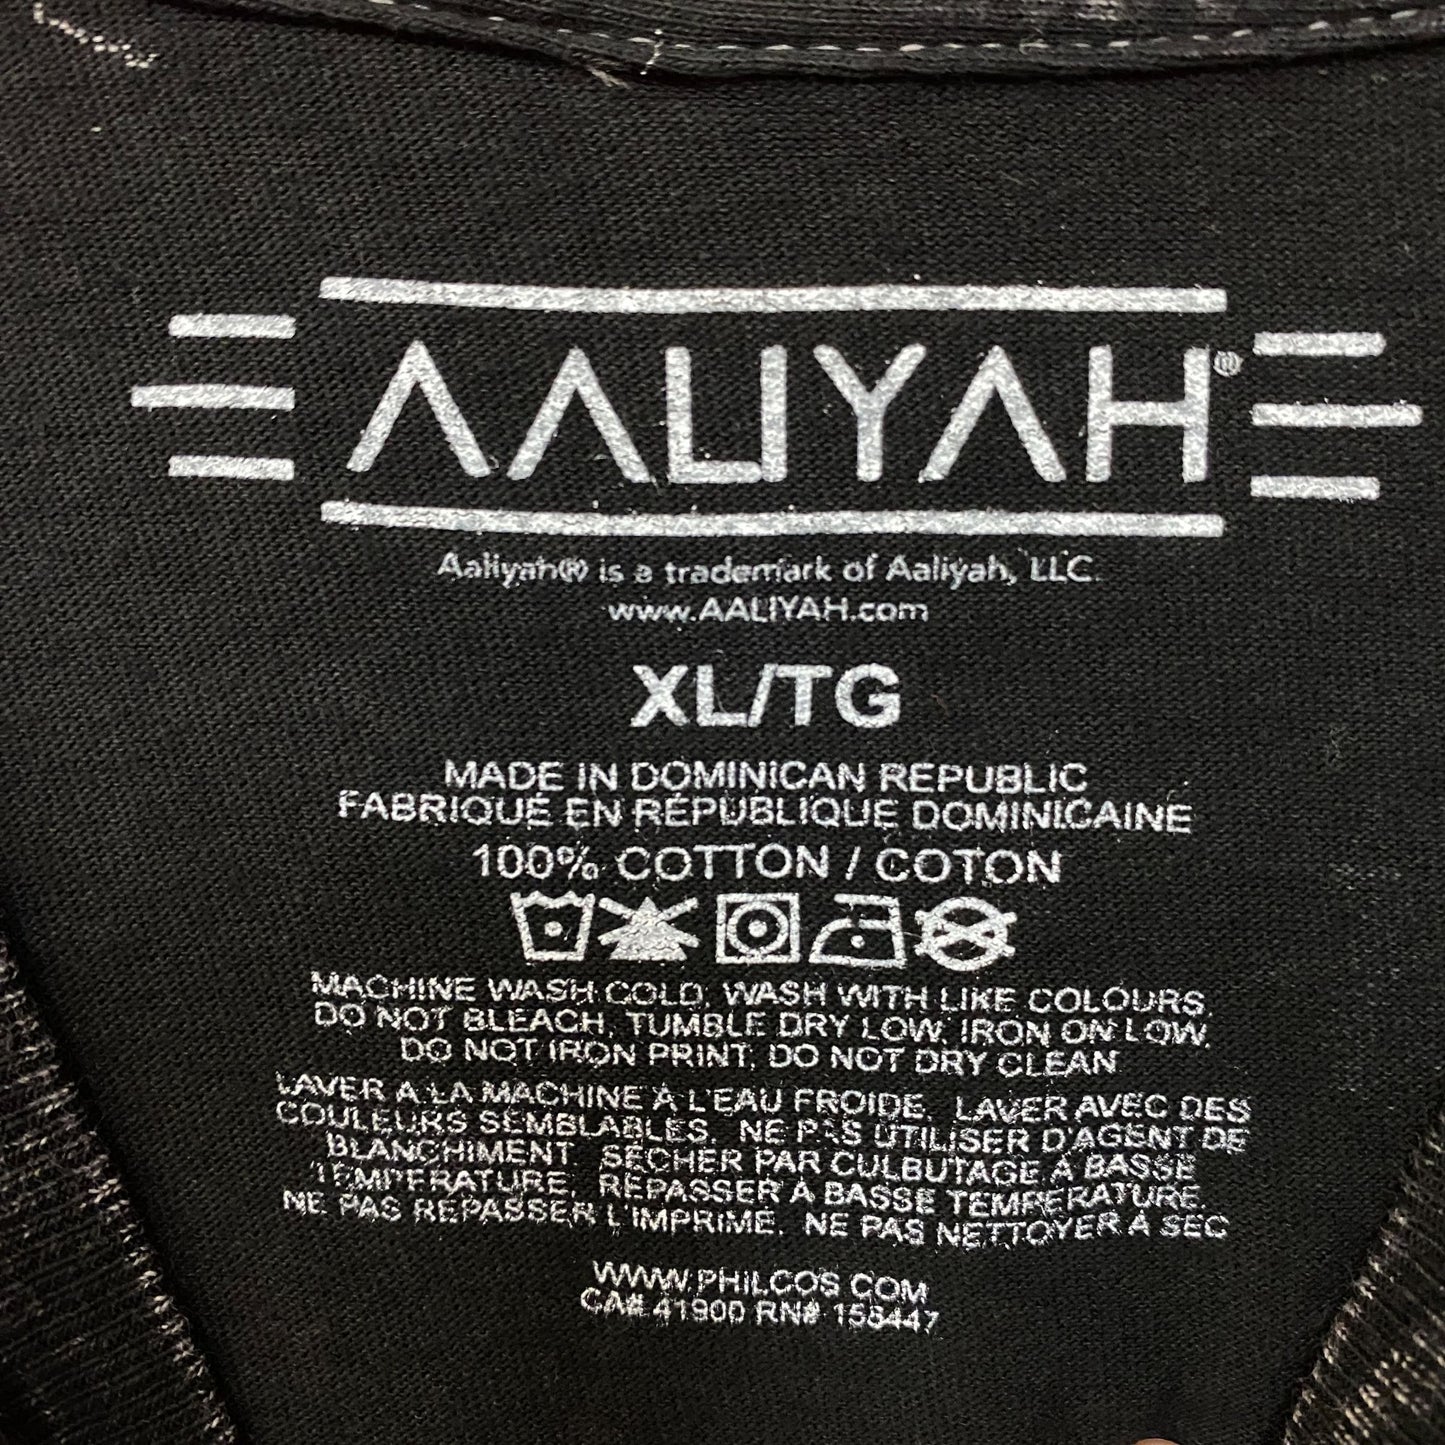 AALIYAH®
Aaliyah® is a trademark of Aaliyah, LLC.
www.AALIYAH.com
XL/TG
MADE IN DOMINICAN REPUBLIC
FABRIQUÉ EN RÉPUBLIQUE DOMINICAINE
100% COTTON / COTON
MACHINE WASH COLD, WASH WITH LIKE COLOURS.
DO NOT BLEACH, TUMBLE DRY LOW. IRON ON LOW.
DO NOT IRON PRINT, DO NOT DRY CLEAN
LAVER A LA MACHINE À L'EAU FROIDE. LAVER AVEC DES
COULEURS SEMBLABLES. NE PAS UTILISER D'AGENT DE
BLANCHIMENT. SÉCHER PAR CULBUTAGE À BASSE
TEMPERATURE. REPASSER À BASSE TEMPÉRATURE.
NE PAS REPASSER L'IMPRIMÉ. NE PAS NETTOYER À SEC
WWW.PHILCOS.COM
CA# 41900 RN# 158447